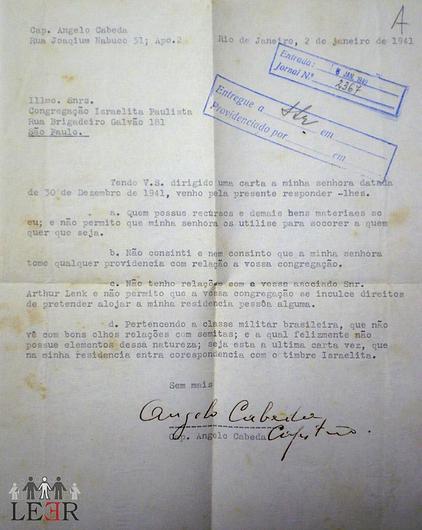 A
Cap. Angelo Cabeda
Rua Joaqium Nabuco 51; Apo.2
Rio de Janeiro, 2 de janeiro de 1941
Entrada: 8 JAN. 1942
Jornal N.º 2367
Illmo. Snrs.
Congregação Israelita Paulista
Rua Brigadeiro Galvão 181
São Paulo.
Entregue a em
Providenciado por em
Tendo V.S. dirigido uma carta a minha senhora datada
de 30 de Dezembro de 1941, venho pela presente responder -lhes.
a. Quem possus recursos e demais bens materiaes so
eu; e não permito que minha senhora os utilise para socorer a quem
quer que seja.
b. Não consinti e nem consinto que a minha senhora
tome qualquer providencia com relação a vossa congregação.
c. Não tenho relações com o vosso asociado Snr.
Arthur Lenk e não permito que a vossa congregação se inculce direitos
de pretender alojar a minha residencia pessôa alguma.
d. Pertencendo a classe militar brasileira, que não
vê com bons olhos relações com semitas; e a qual felizmente não
possue elementos dessa natureza; seja esta a ultima carta vez, que
na minha residencia entra corespondencia com o timbre Israelita.
Sem mais
Angelo Cabeda
Cap. Angelo Cabeda Capitão.
LEER